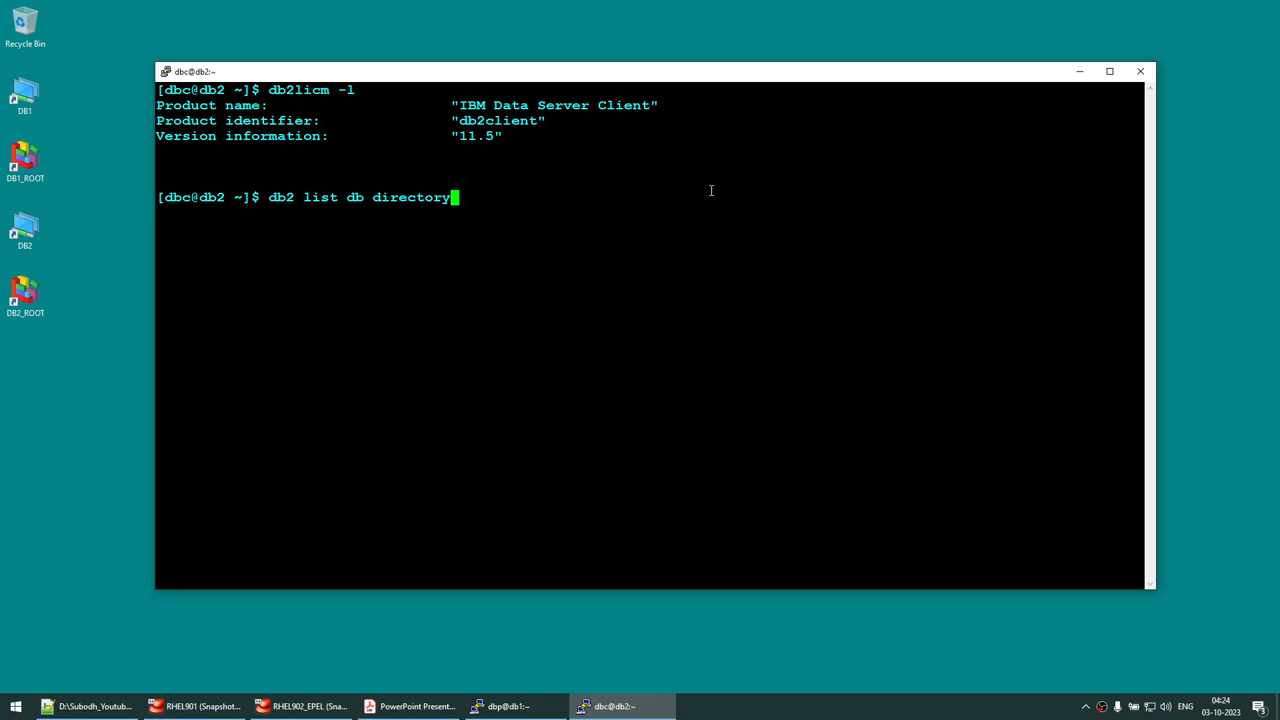 Recycle Bin
DB1
DB1_ROOT
DB2
DB2_ROOT
dbc@db2:~
[dbc@db2 ~]$ db2licm -l
Product name: "IBM Data Server Client"
Product identifier: "db2client"
Version information: "11.5"
[dbc@db2 ~]$ db2 list db directory
D:\Subodh_Youtub...
RHEL901 (Snapshot...
RHEL902_EPEL (Sna...
PowerPoint Present...
dbp@db1:~
dbc@db2:~
ENG
04:24
03-10-2023